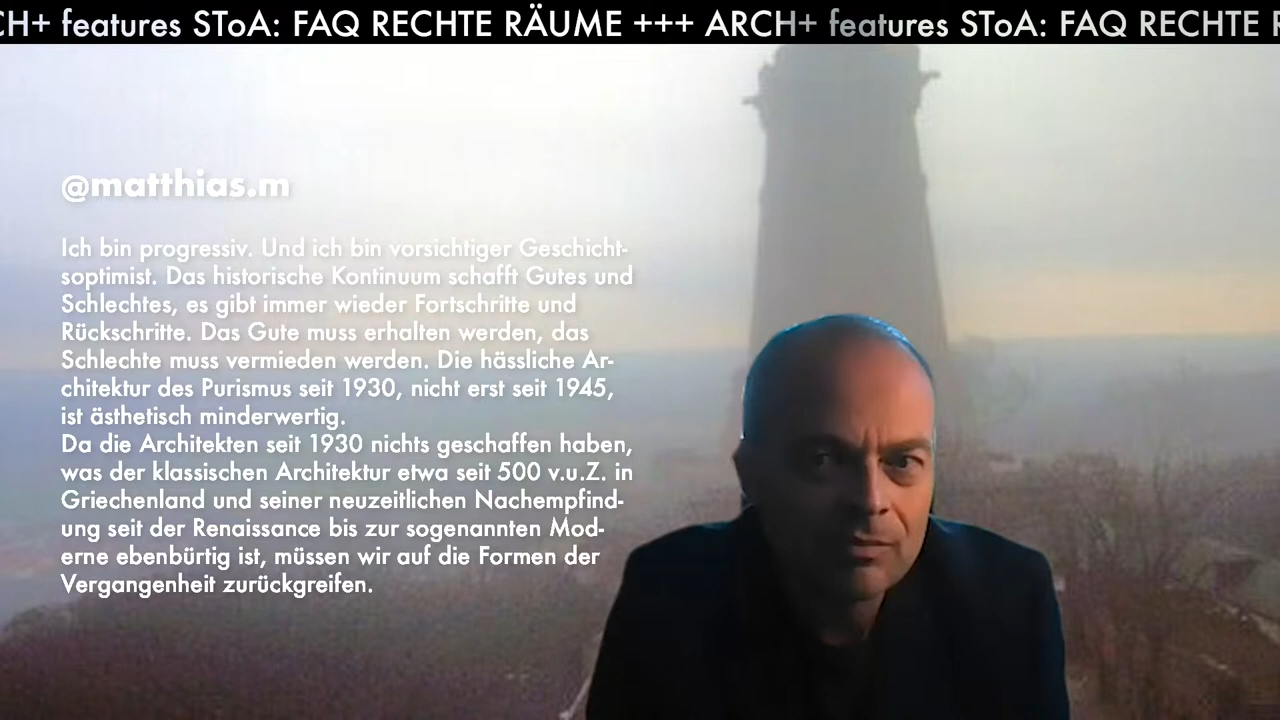 CH+ features SToA: FAQ RECHTE RÄUME +++ ARCH+ features SToA: FAQ RECHTE
@matthias.m
Ich bin progressiv. Und ich bin vorsichtiger Geschicht-
soptimist. Das historische Kontinuum schafft Gutes und
Schlechtes, es gibt immer wieder Fortschritte und
Rückschritte. Das Gute muss erhalten werden, das
Schlechte muss vermieden werden. Die hässliche Ar-
chitektur des Purismus seit 1930, nicht erst seit 1945,
ist ästhetisch minderwertig.
Da die Architekten seit 1930 nichts geschaffen haben,
was der klassischen Architektur etwa seit 500 v.u.Z. in
Griechenland und seiner neuzeitlichen Nachempfind-
ung seit der Renaissance bis zur sogenannten Mod-
erne ebenbürtig ist, müssen wir auf die Formen der
Vergangenheit zurückgreifen.